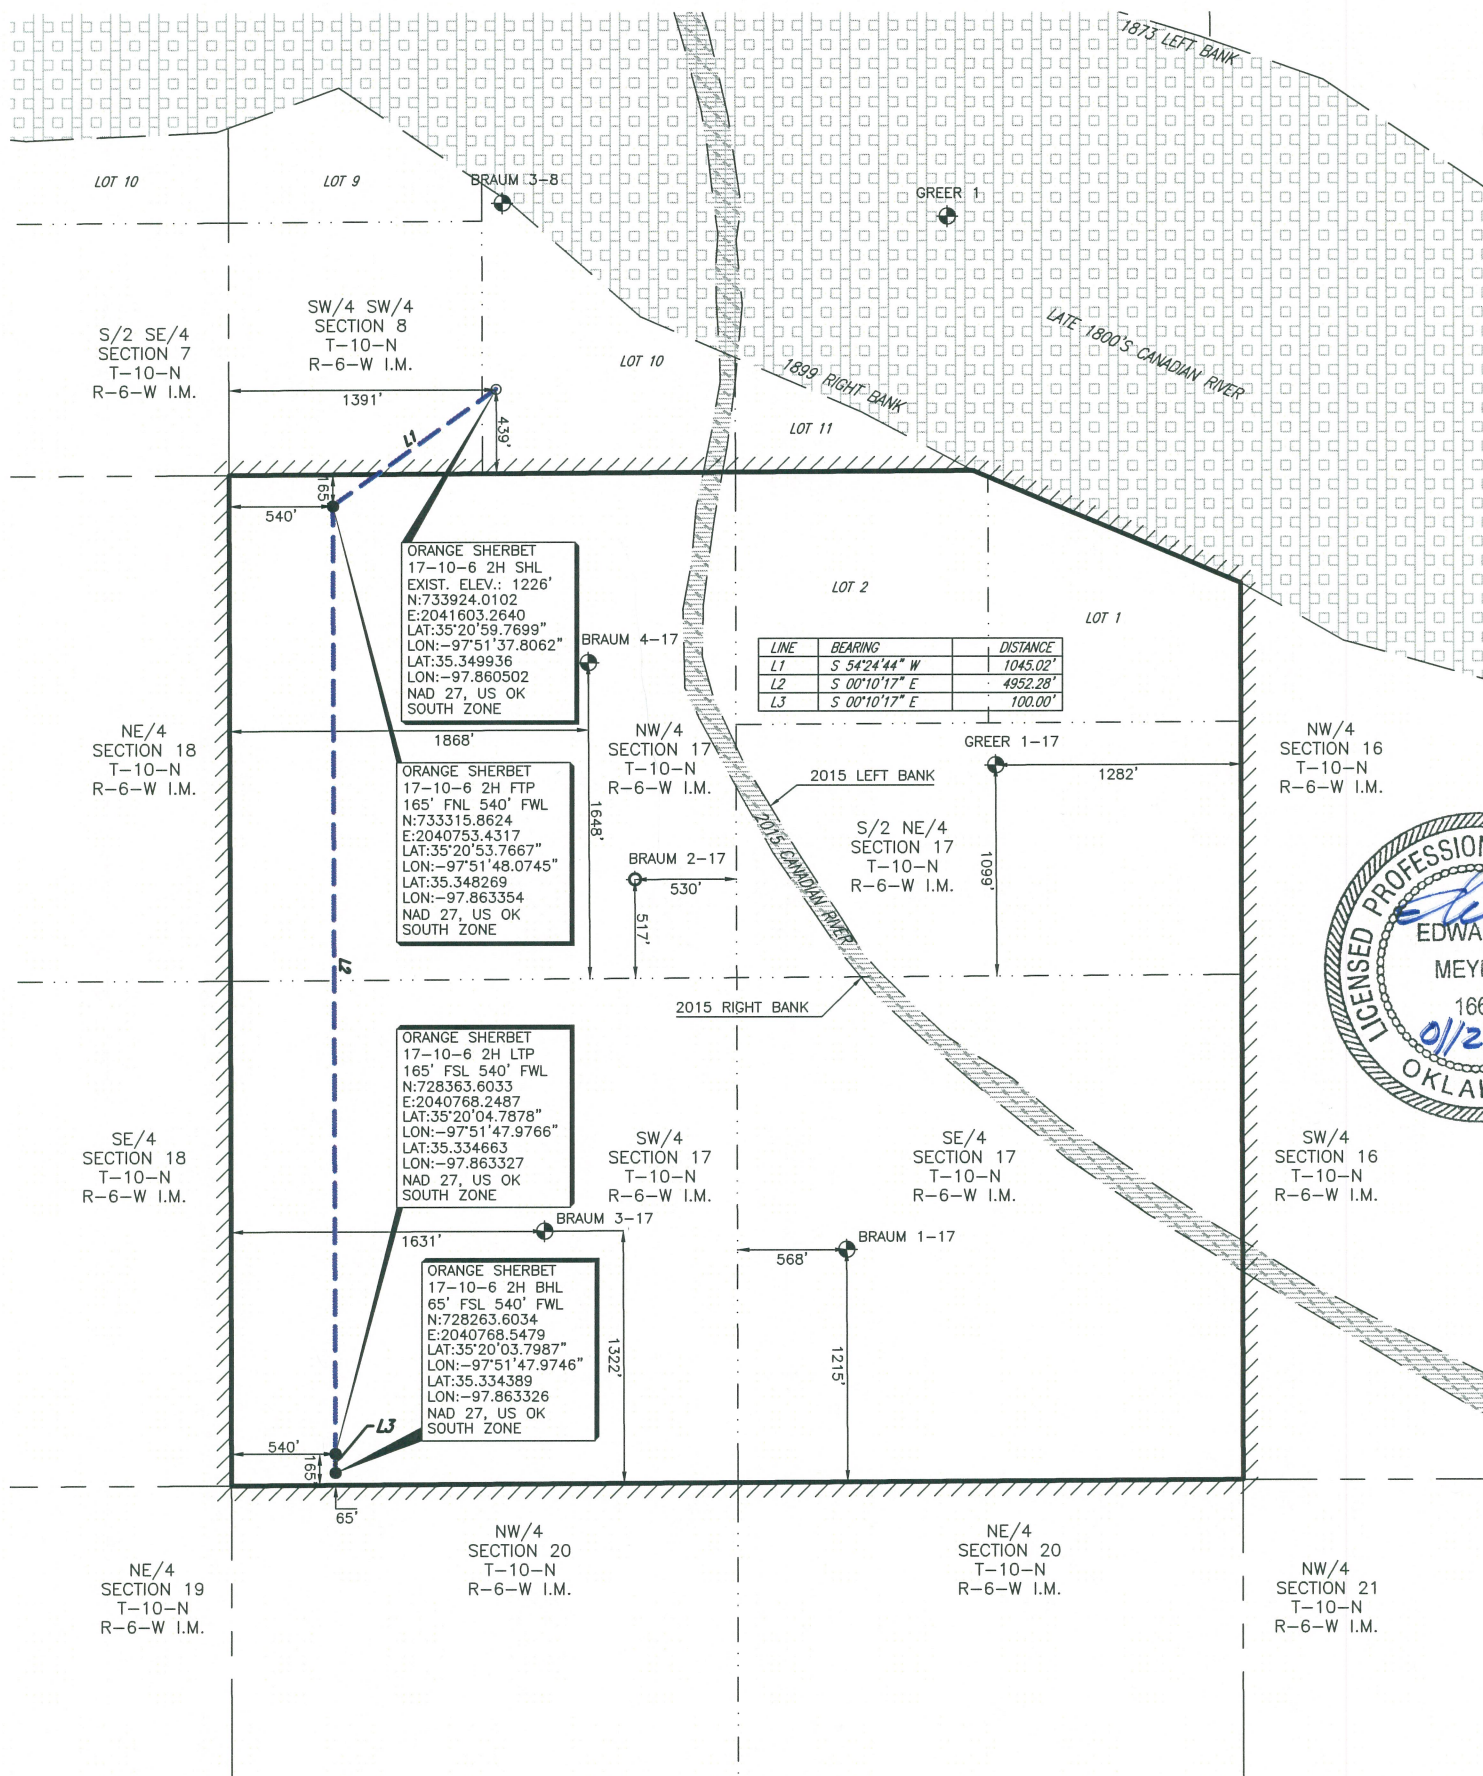 1873 LEFT BANK
LOT 10
LOT 9
BRAUM 3-8
GREER 1
SW/4 SW/4
SECTION 8
T-10-N
R-6-W I.M.
S/2 SE/4
SECTION 7
T-10-N
R-6-W I.M.
LOT 10
LATE 1800'S CANADIAN RIVER
1899 RIGHT BANK
LOT 11
1391'
439'
L1
165'
540'
ORANGE SHERBET
17-10-6 2H SHL
EXIST. ELEV.: 1226'
N:733924.0102
E:2041603.2640
LAT:35°20'59.7699"
LON:-97°51'37.8062"
LAT:35.349936
LON:-97.860502
NAD 27, US OK
SOUTH ZONE
BRAUM 4-17
LOT 2
LOT 1
LINE BEARING DISTANCE
L1 S 54°24'44" W 1045.02'
L2 S 00°10'17" E 4952.28'
L3 S 00°10'17" E 100.00'
NE/4
SECTION 18
T-10-N
R-6-W I.M.
1868'
NW/4
SECTION 17
T-10-N
R-6-W I.M.
GREER 1-17
1282'
NW/4
SECTION 16
T-10-N
R-6-W I.M.
ORANGE SHERBET
17-10-6 2H FTP
165' FNL 540' FWL
N:733315.8624
E:2040753.4317
LAT:35°20'53.7667"
LON:-97°51'48.0745"
LAT:35.348269
LON:-97.863354
NAD 27, US OK
SOUTH ZONE
1648'
2015 LEFT BANK
2015 CANADIAN RIVER
S/2 NE/4
SECTION 17
T-10-N
R-6-W I.M.
1099'
BRAUM 2-17
530'
517'
L2
2015 RIGHT BANK
LICENSED PROFESSION
EDWA
MEY
166
01/2
OKLA
ORANGE SHERBET
17-10-6 2H LTP
165' FSL 540' FWL
N:728363.6033
E:2040768.2487
LAT:35°20'04.7878"
LON:-97°51'47.9766"
LAT:35.334663
LON:-97.863327
NAD 27, US OK
SOUTH ZONE
SE/4
SECTION 18
T-10-N
R-6-W I.M.
SW/4
SECTION 17
T-10-N
R-6-W I.M.
SE/4
SECTION 17
T-10-N
R-6-W I.M.
SW/4
SECTION 16
T-10-N
R-6-W I.M.
BRAUM 3-17
1631'
BRAUM 1-17
568'
ORANGE SHERBET
17-10-6 2H BHL
65' FSL 540' FWL
N:728263.6034
E:2040768.5479
LAT:35°20'03.7987"
LON:-97°51'47.9746"
LAT:35.334389
LON:-97.863326
NAD 27, US OK
SOUTH ZONE
1322'
1215'
L3
540'
165'
65'
NE/4
SECTION 19
T-10-N
R-6-W I.M.
NW/4
SECTION 20
T-10-N
R-6-W I.M.
NE/4
SECTION 20
T-10-N
R-6-W I.M.
NW/4
SECTION 21
T-10-N
R-6-W I.M.